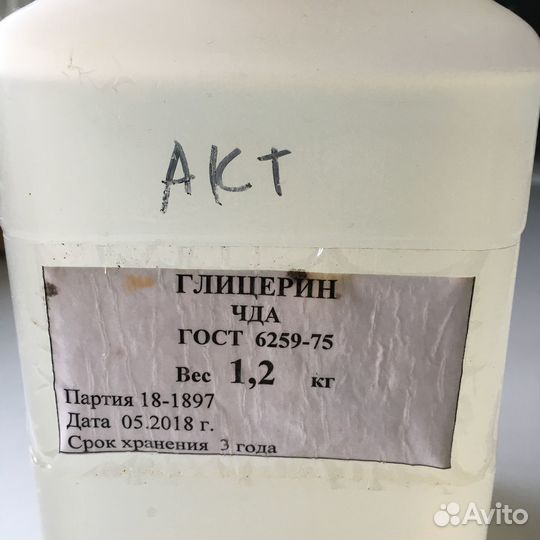 АКТ
ГЛИЦЕРИН
ЧДА
ГОСТ 6259-75
Вес 1,2 кг
Партия 18-1897
Дата 05.2018 г.
Срок хранения 3 года
Avito